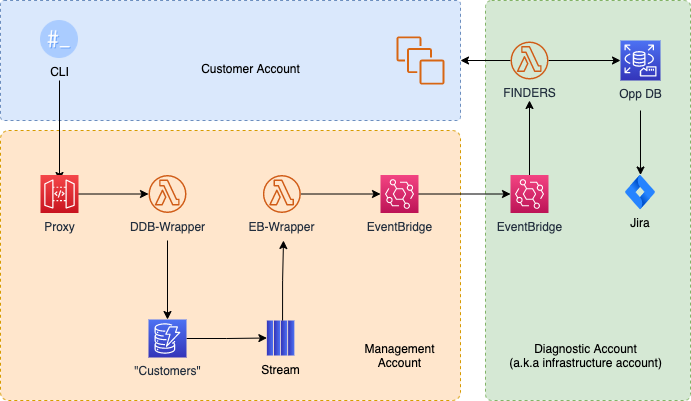 #_
CLI
Customer Account
FINDERS
Opp DB
Proxy
DDB-Wrapper
EB-Wrapper
EventBridge
EventBridge
Jira
"Customers"
Stream
Management
Account
Diagnostic Account
(a.k.a infrastructure account)